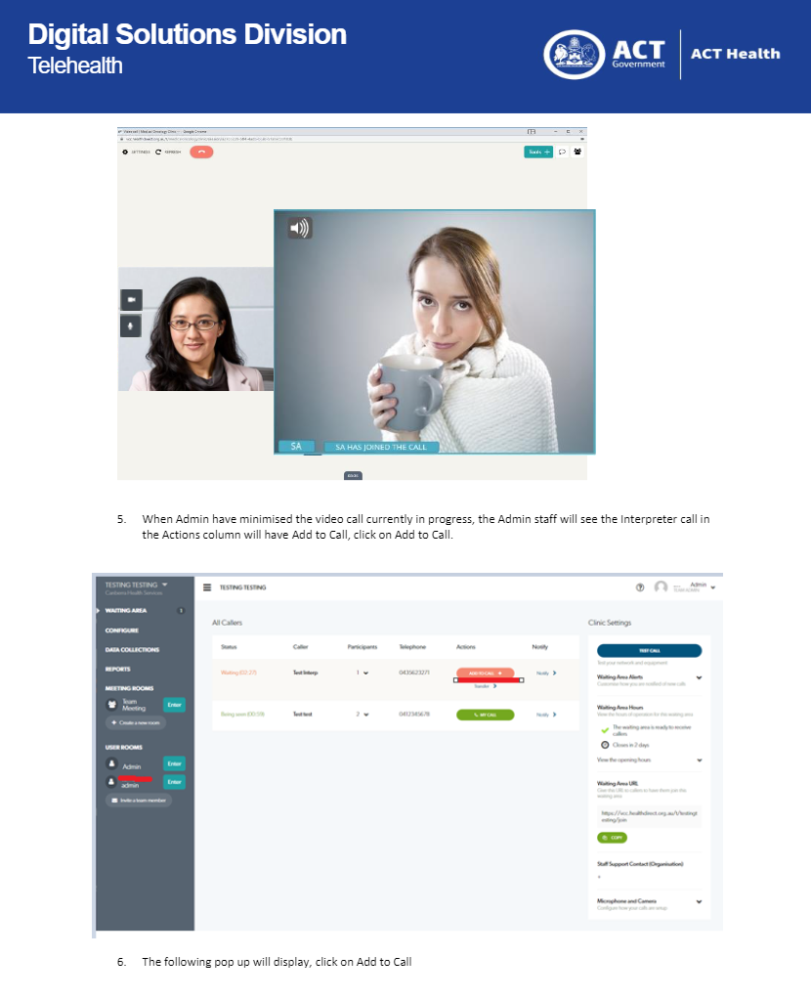 Digital Solutions Division
Telehealth
ACT
Government
ACT Health
SETTINGS
REFRESH
Tools +
SA
SA HAS JOINED THE CALL
5. When Admin have minimised the video call currently in progress, the Admin staff will see the Interpreter call in
the Actions column will have Add to Call, click on Add to Call.
TESTING TESTING
Canberra Health Services
WAITING AREA 1
CONFIGURE
DATA COLLECTIONS
REPORTS
MEETING ROOMS
Team
Meeting
Enter
+ Create a new room
USER ROOMS
Admin
Enter
admin
Enter
Invite a team member
TESTING TESTING
Admin
All Callers
Status Caller Participants Telephone Actions Notify
Waiting (02:27) Test Interp 1 0435623271 ADD TO CALL + Notify
Transfer
Being seen (00:59) Test test 2 0412345678 MY CALL Notify
Clinic Settings
TEST CALL
Test your network and equipment
Waiting Area Alerts
Waiting Area Hours
View the hours of operation for this waiting area
The waiting area is ready to receive
callers
Closes in 2 days
View the opening hours
Waiting Area URL
Give the URL to callers to have them join this
waiting area
https://vcc.healthdirect.org.au/t/testingt
esting/join
COPY
Staff Support Contact (Organisation)
Microphone and Camera
Configure how your calls are setup
6. The following pop up will display, click on Add to Call